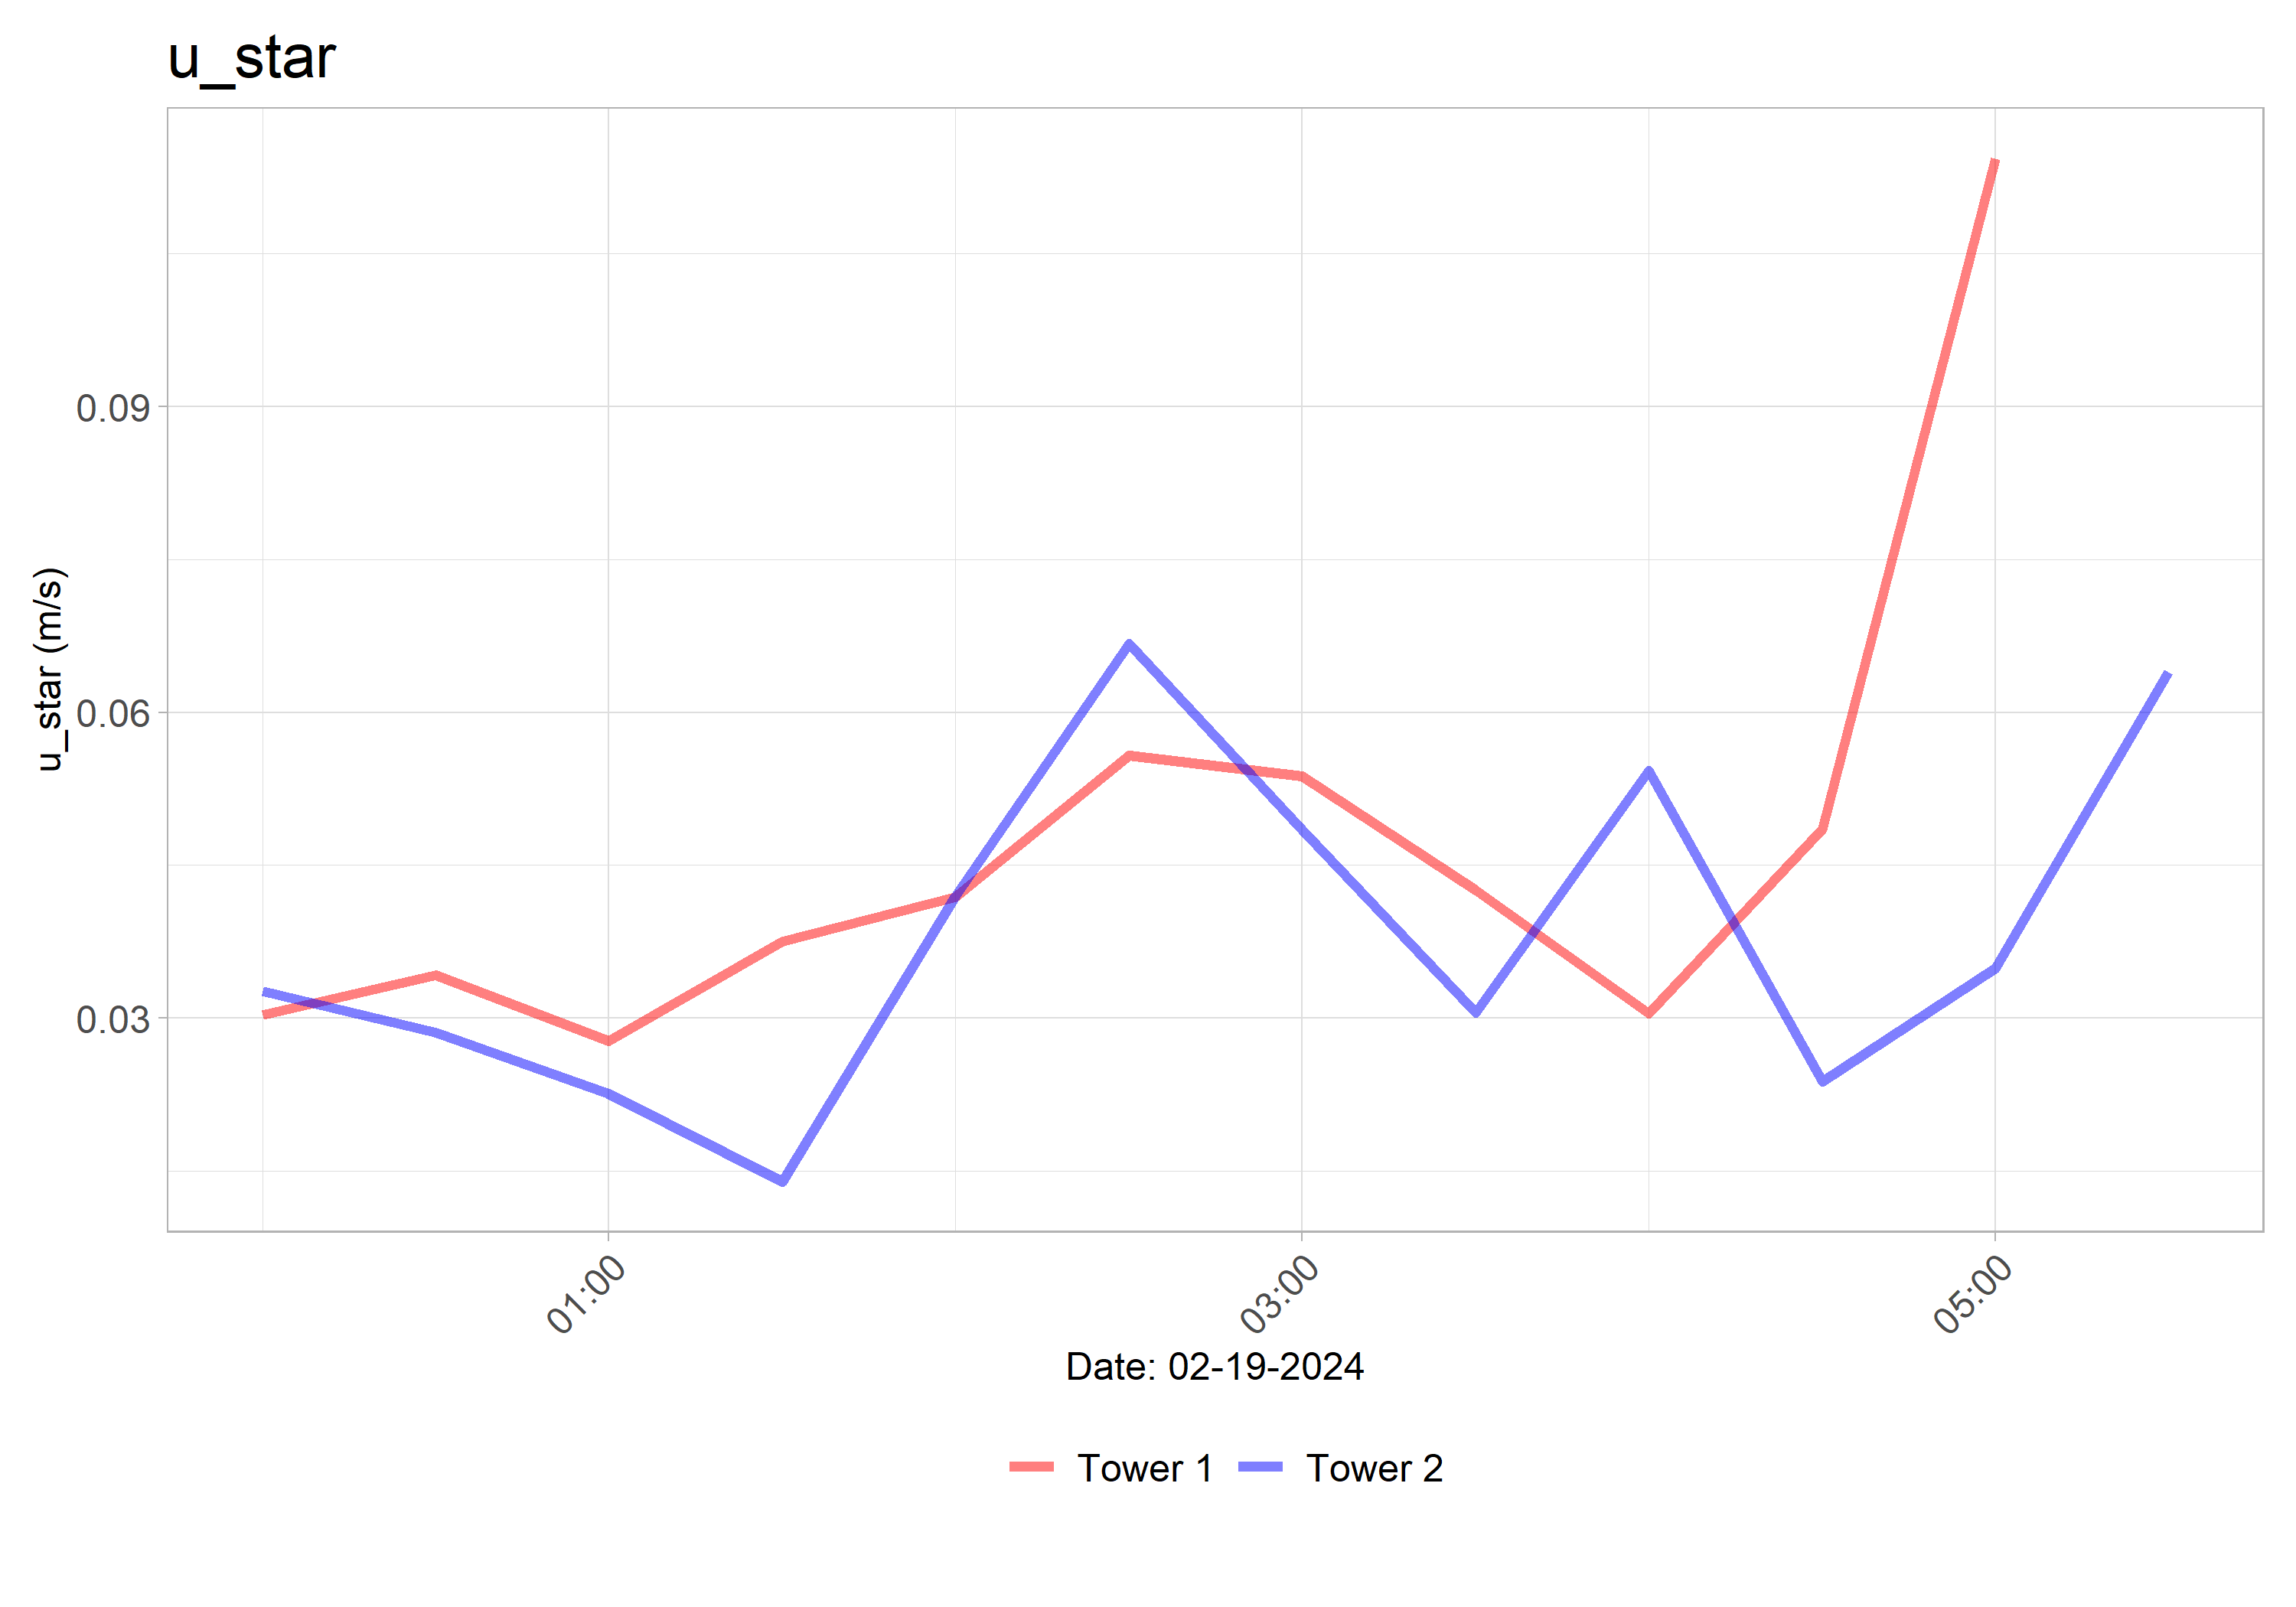 u_star
u_star (m/s)
0.09
0.06
0.03
01:00
03:00
05:00
Date: 02-19-2024
Tower 1
Tower 2